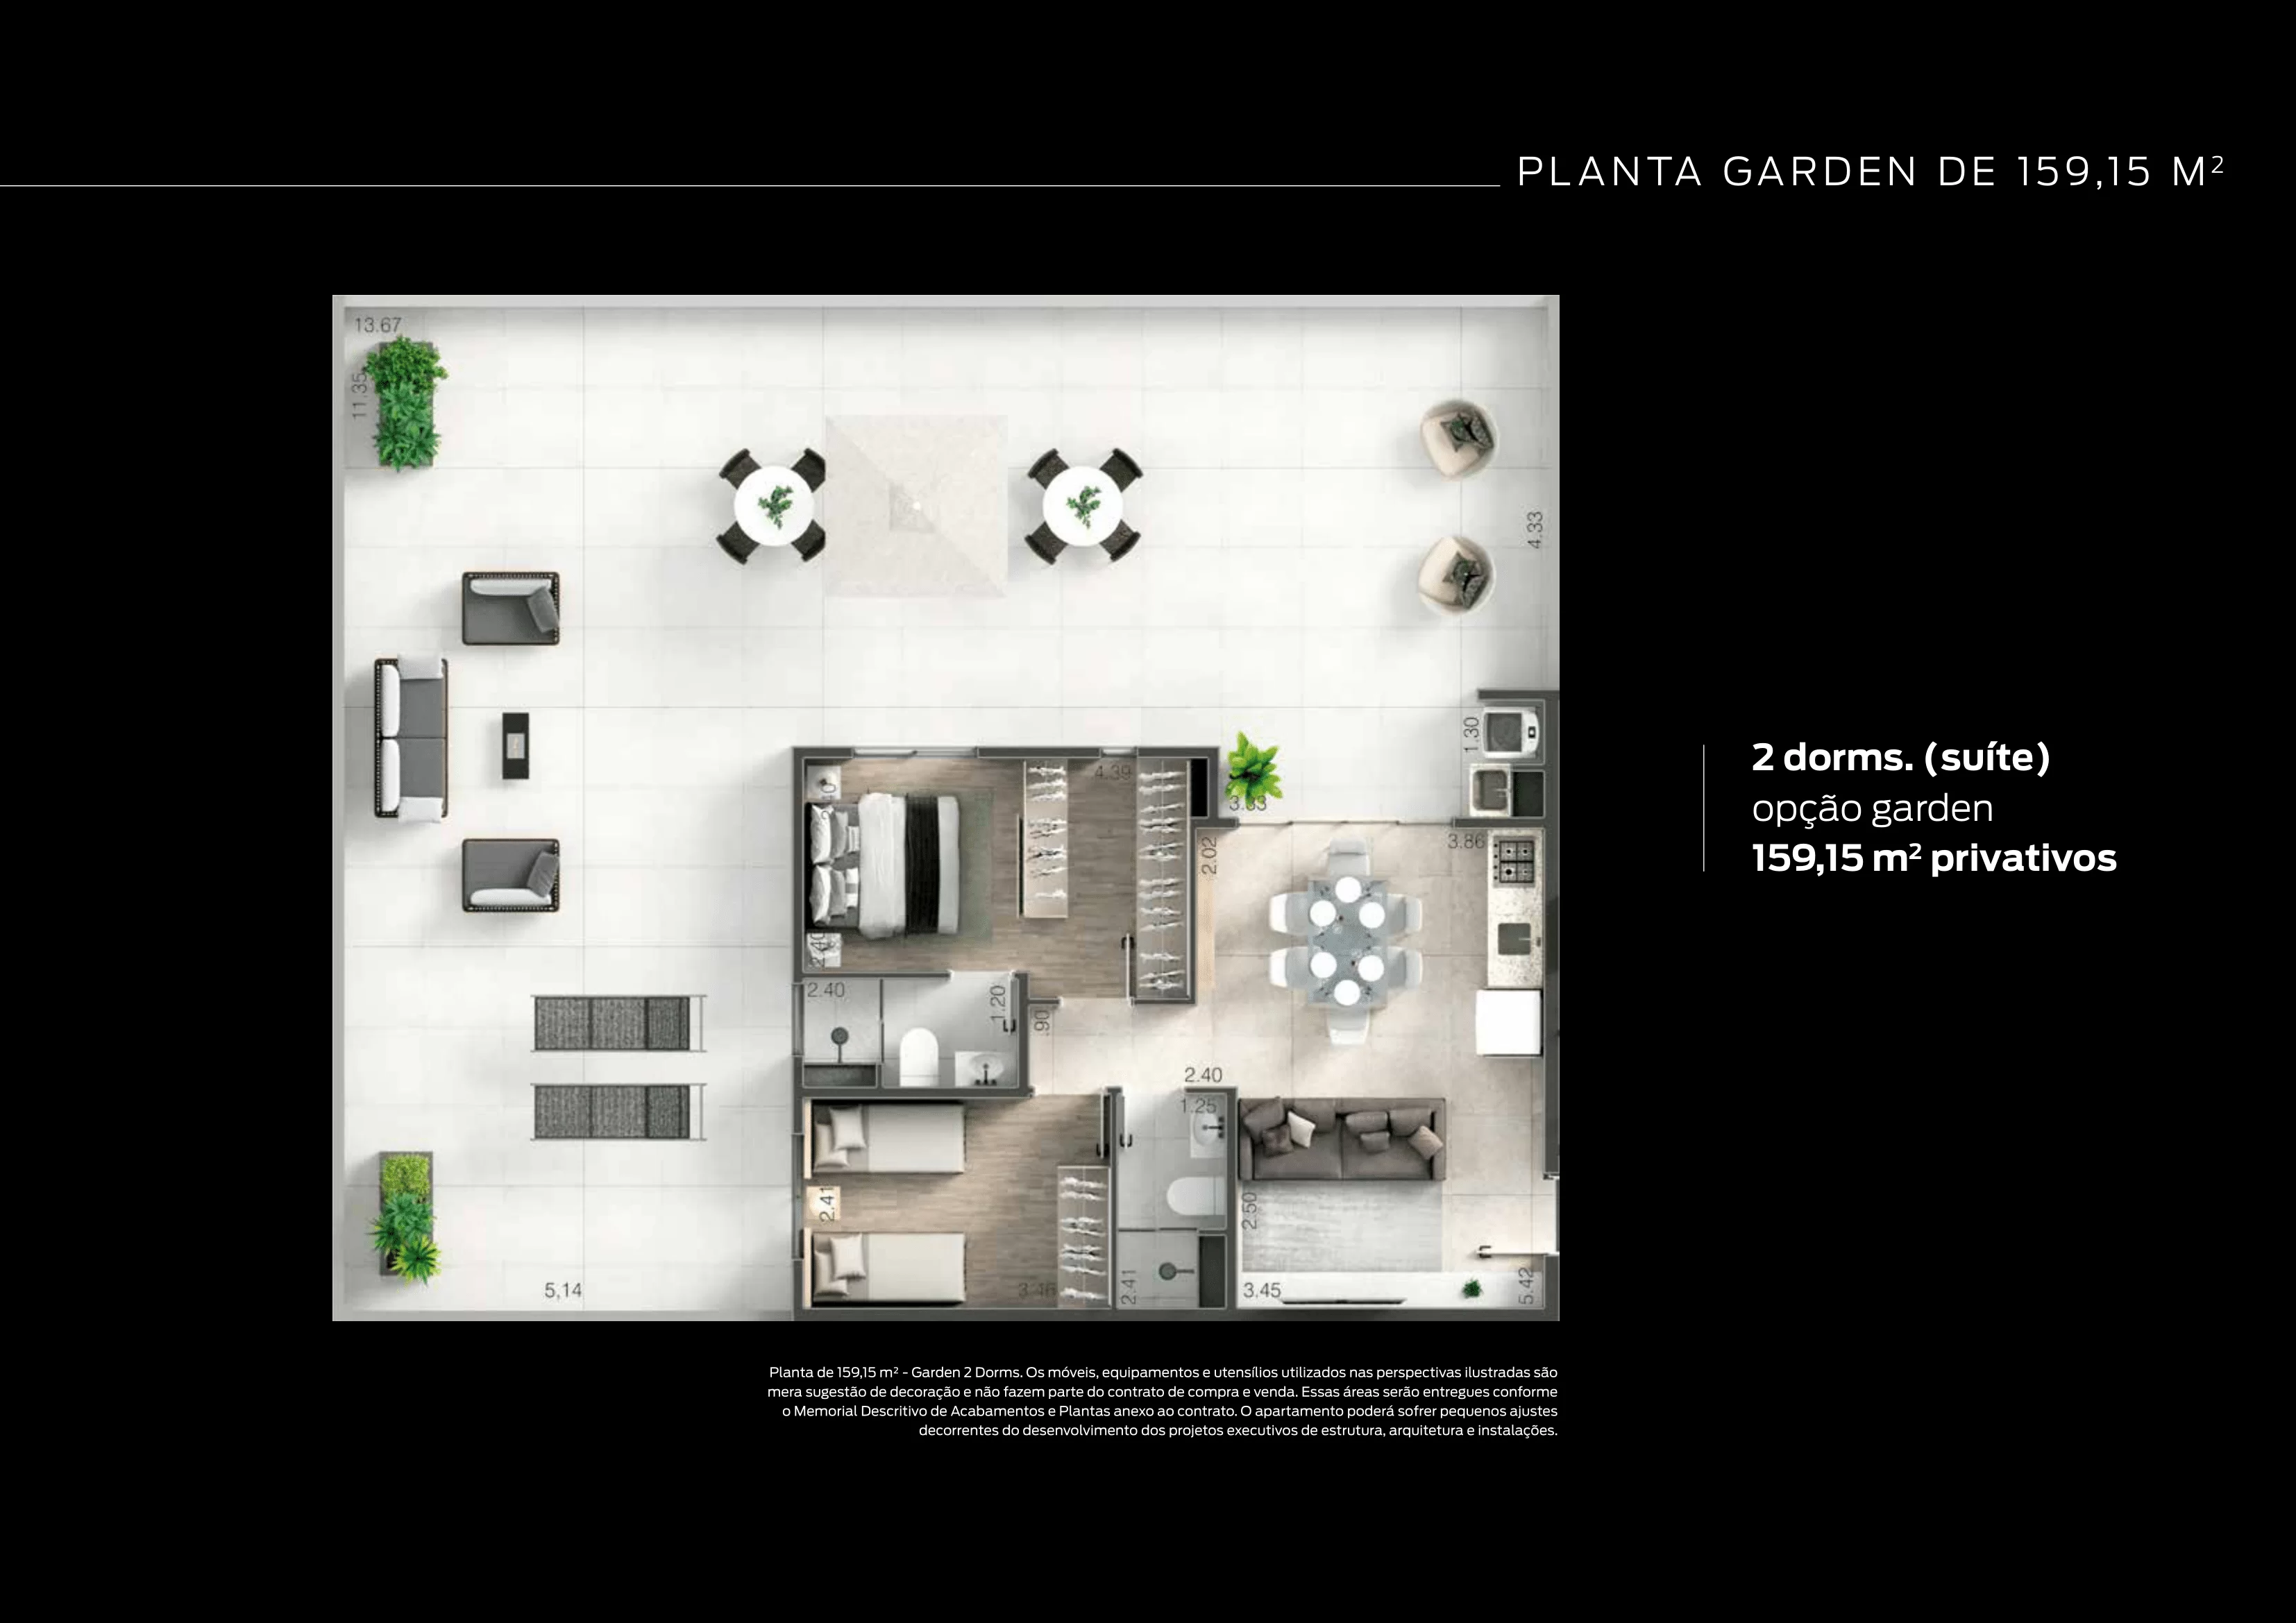 PLANTA GARDEN DE 159,15 M²
13.67
11.35
4.33
1.30
4.39
3.33
3.86
2.02
2.40
1.20
.90
2.40
1.25
2.41
2.50
3.46
2.41
3.45
5.42
5,14
2 dorms. (suíte)
opção garden
159,15 m² privativos
Planta de 159,15 m² - Garden 2 Dorms. Os móveis, equipamentos e utensílios utilizados nas perspectivas ilustradas são
mera sugestão de decoração e não fazem parte do contrato de compra e venda. Essas áreas serão entregues conforme
o Memorial Descritivo de Acabamentos e Plantas anexo ao contrato. O apartamento poderá sofrer pequenos ajustes
decorrentes do desenvolvimento dos projetos executivos de estrutura, arquitetura e instalações.